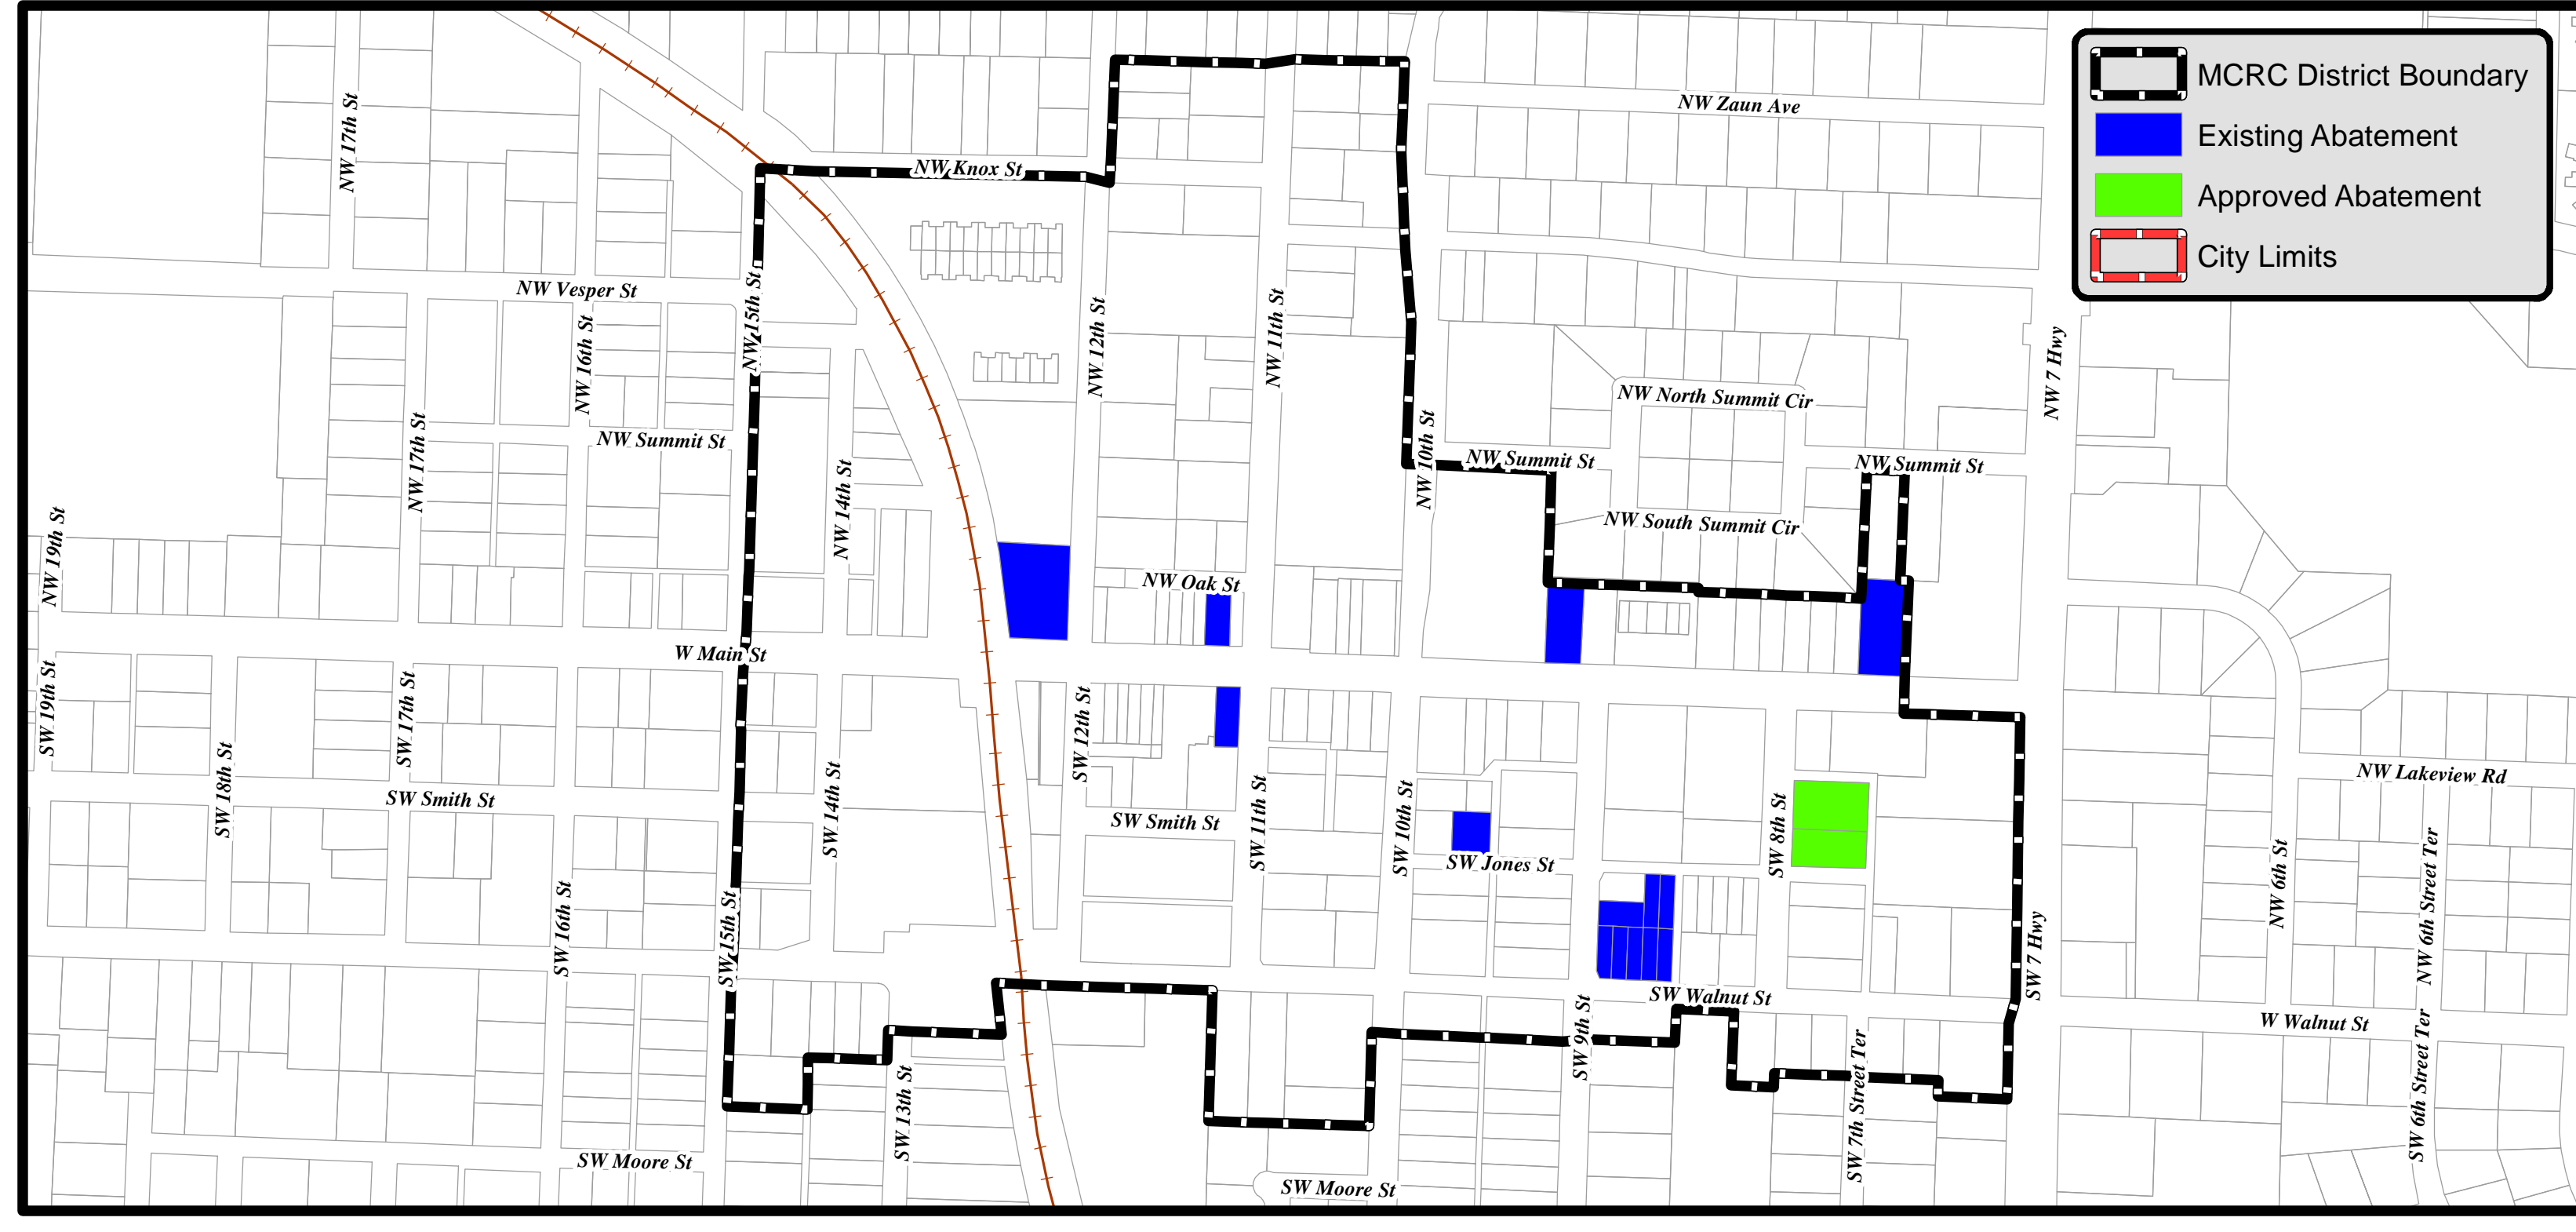 MCRC District Boundary
Existing Abatement
Approved Abatement
City Limits
NW Zaun Ave
NW 17th St
NW Knox St
NW Vesper St
NW 15th St
NW 16th St
NW 12th St
NW 11th St
NW 7 Hwy
NW North Summit Cir
NW Summit St
NW 17th St
NW 14th St
NW 10th St
NW Summit St
NW Summit St
NW South Summit Cir
NW 19th St
NW Oak St
W Main St
SW 19th St
SW 17th St
SW 12th St
SW 18th St
SW Smith St
SW 14th St
SW Smith St
SW 11th St
SW 10th St
SW Jones St
SW 8th St
NW Lakeview Rd
NW 6th St
NW 6th Street Ter
SW 16th St
SW 15th St
SW 7 Hwy
SW Walnut St
W Walnut St
SW 9th St
SW 13th St
SW 7th Street Ter
SW 6th Street Ter
SW Moore St
SW Moore St